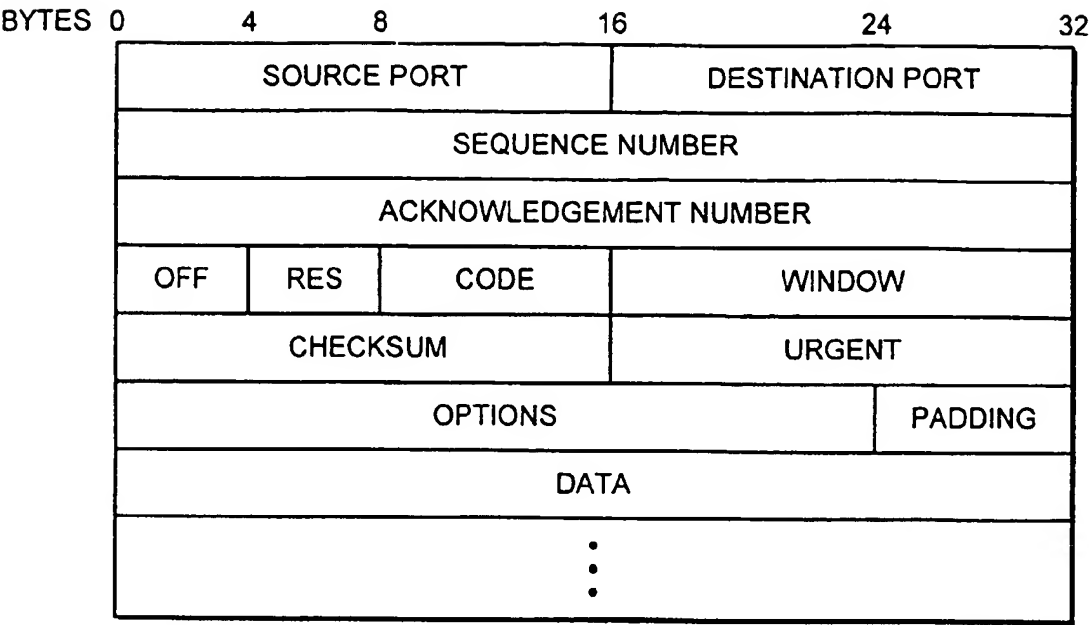 BYTES 0 4 8 16 24 32
SOURCE PORT DESTINATION PORT
SEQUENCE NUMBER
ACKNOWLEDGEMENT NUMBER
OFF RES CODE WINDOW
CHECKSUM URGENT
OPTIONS PADDING
DATA